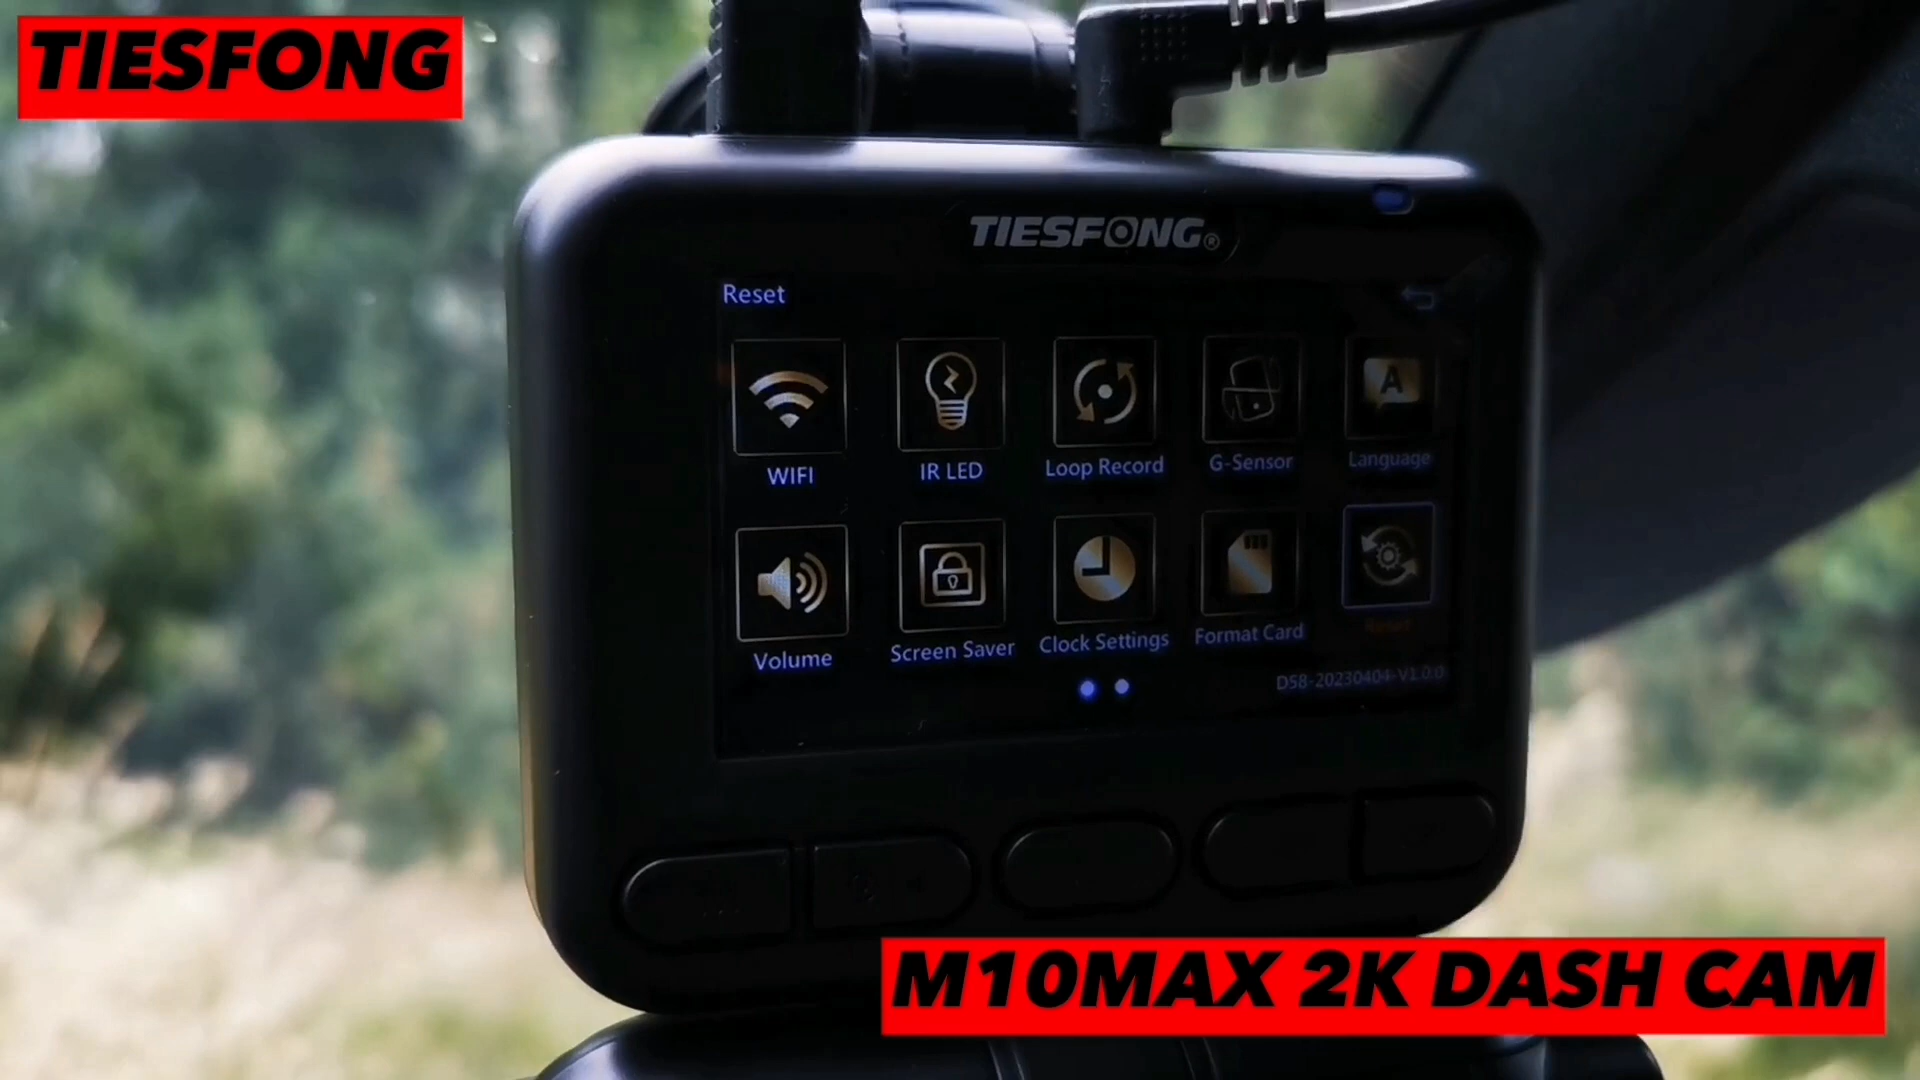 TIESFONG
TIESFONG®
Reset
WIFI
IR LED
Loop Record
G-Sensor
A
Language
Volume
Screen Saver
Clock Settings
Format Card
Reset
D58-20230404-V1.0.0
M10MAX 2K DASH CAM